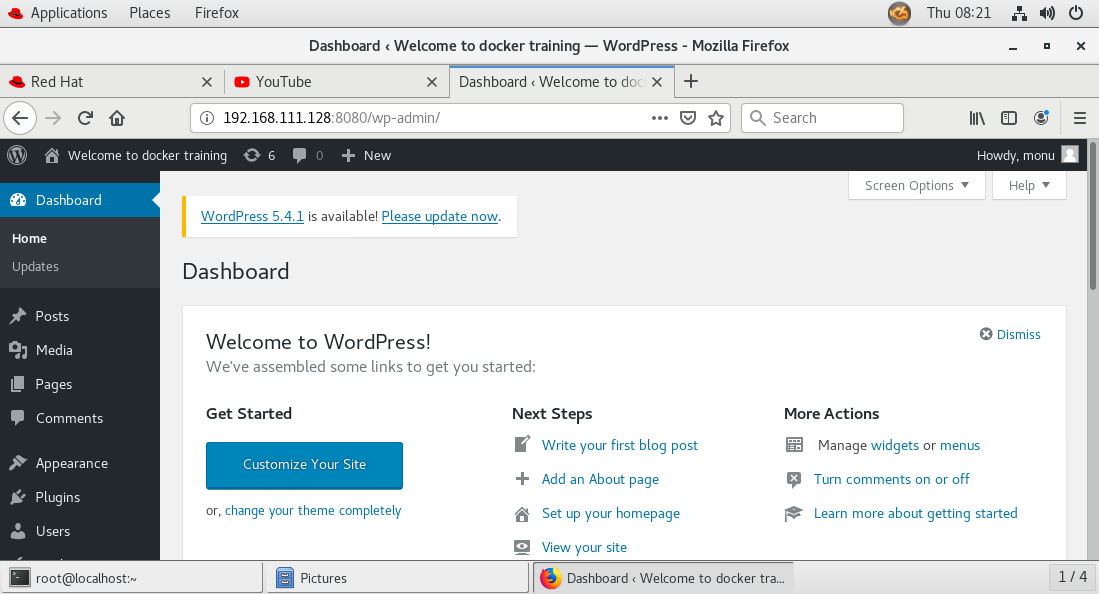 Applications Places Firefox Thu 08:21
Dashboard ‹ Welcome to docker training — WordPress - Mozilla Firefox
Red Hat YouTube Dashboard ‹ Welcome to doc
192.168.111.128:8080/wp-admin/ Search
Welcome to docker training 6 0 New Howdy, monu
Dashboard
Home
Updates
Posts
Media
Pages
Comments
Appearance
Plugins
Users
Screen Options Help
WordPress 5.4.1 is available! Please update now.
Dashboard
Welcome to WordPress!
Dismiss
We've assembled some links to get you started:
Get Started
Customize Your Site
or, change your theme completely
Next Steps
Write your first blog post
Add an About page
Set up your homepage
View your site
More Actions
Manage widgets or menus
Turn comments on or off
Learn more about getting started
root@localhost:~ Pictures Dashboard ‹ Welcome to docker tra... 1 / 4